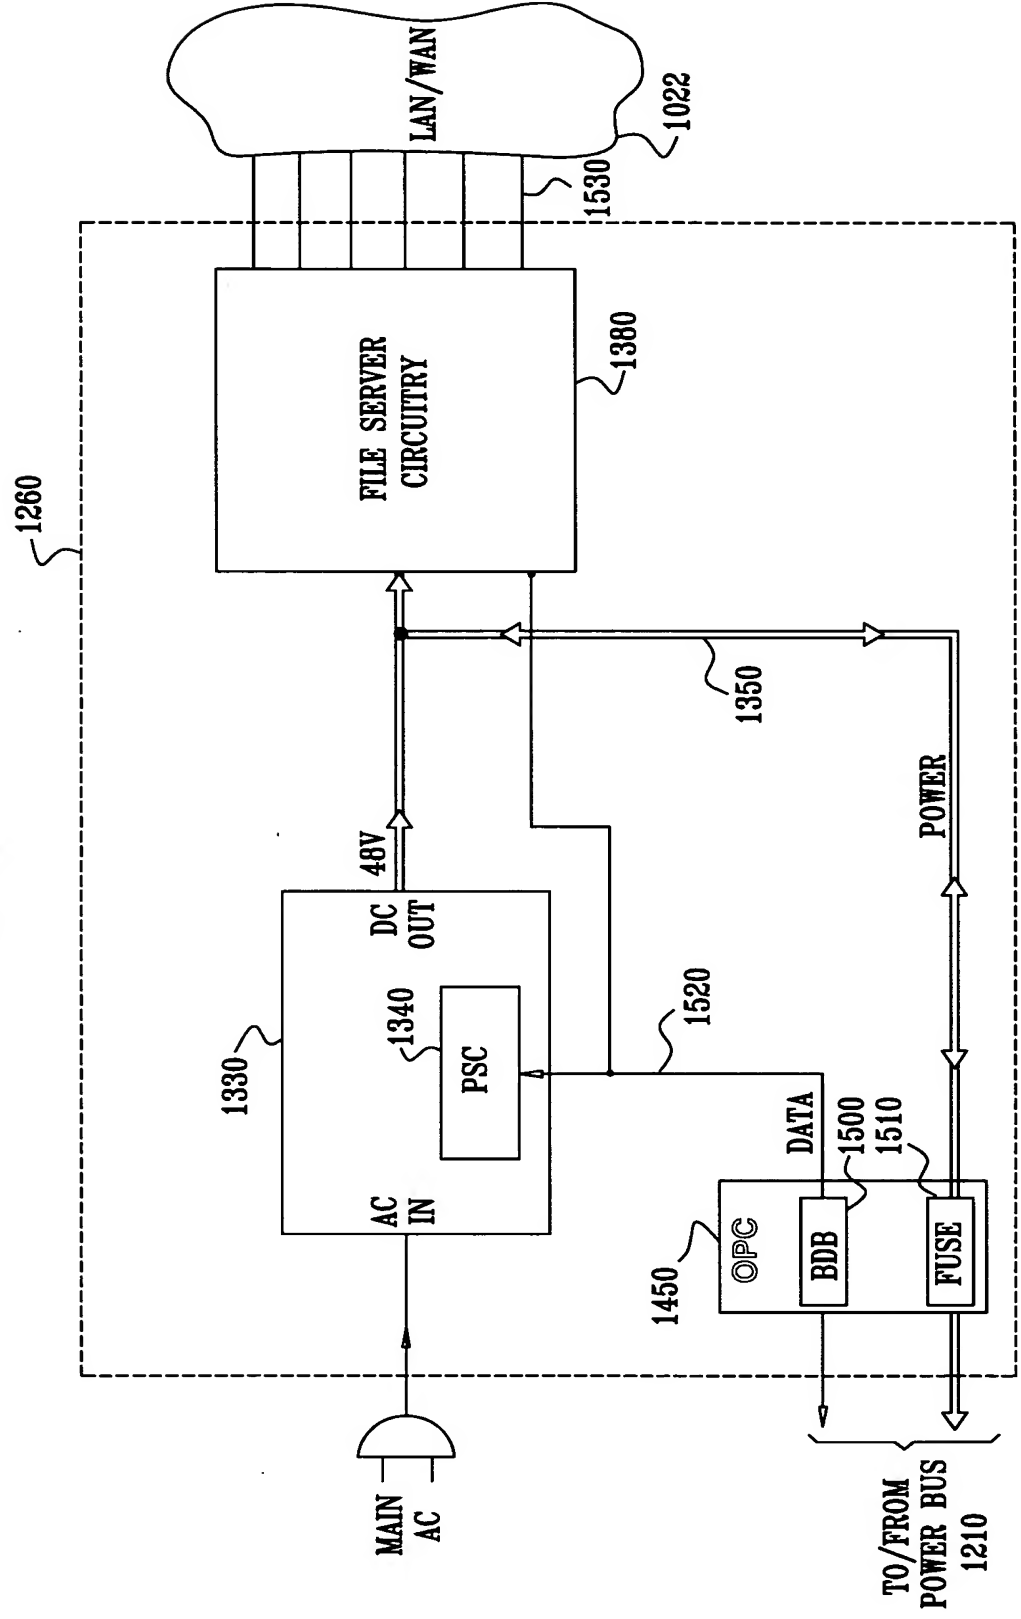 1260
MAIN
AC
AC
IN
1330
1340
PSC
DC
OUT
48V
FILE SERVER
CIRCUITRY
1380
LAN/WAN
1022
1530
1350
1520
DATA
POWER
1450
OPC
BDB
1500
1510
FUSE
TO/FROM
POWER BUS
1210